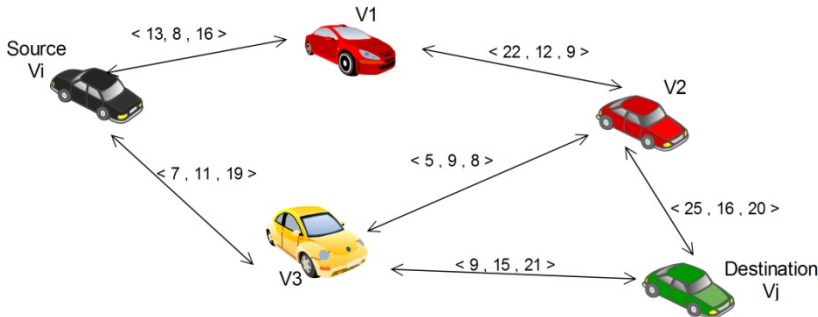 V1
< 13, 8 , 16 >
Source
Vi
< 22 , 12 , 9 >
V2
< 5 , 9 , 8 >
< 7 , 11 , 19 >
< 25 , 16 , 20 >
V3
< 9 , 15 , 21 >
Destination
Vj